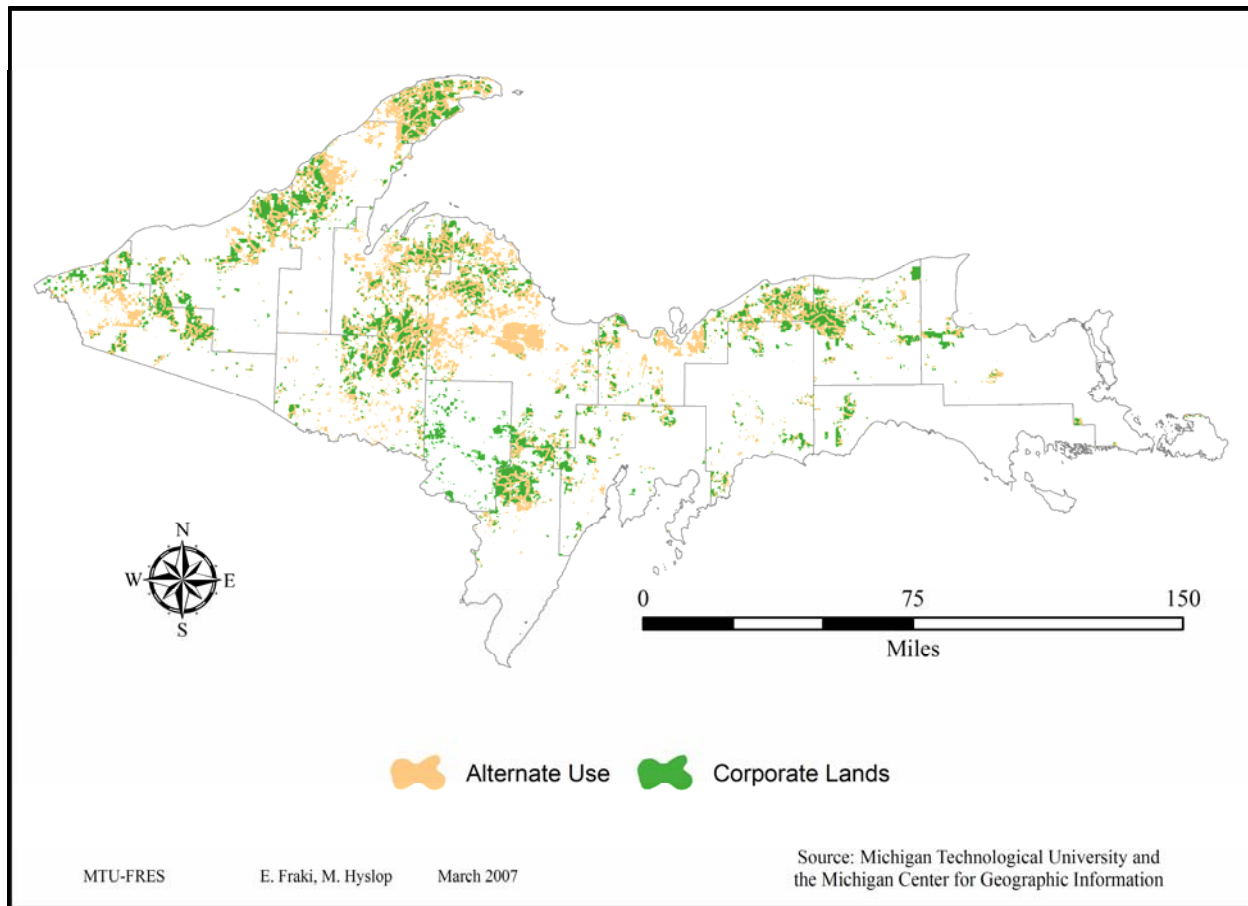 N
W E
S
0 75 150
Miles
Alternate Use Corporate Lands
MTU-FRES E. Fraki, M. Hyslop March 2007
Source: Michigan Technological University and
the Michigan Center for Geographic Information